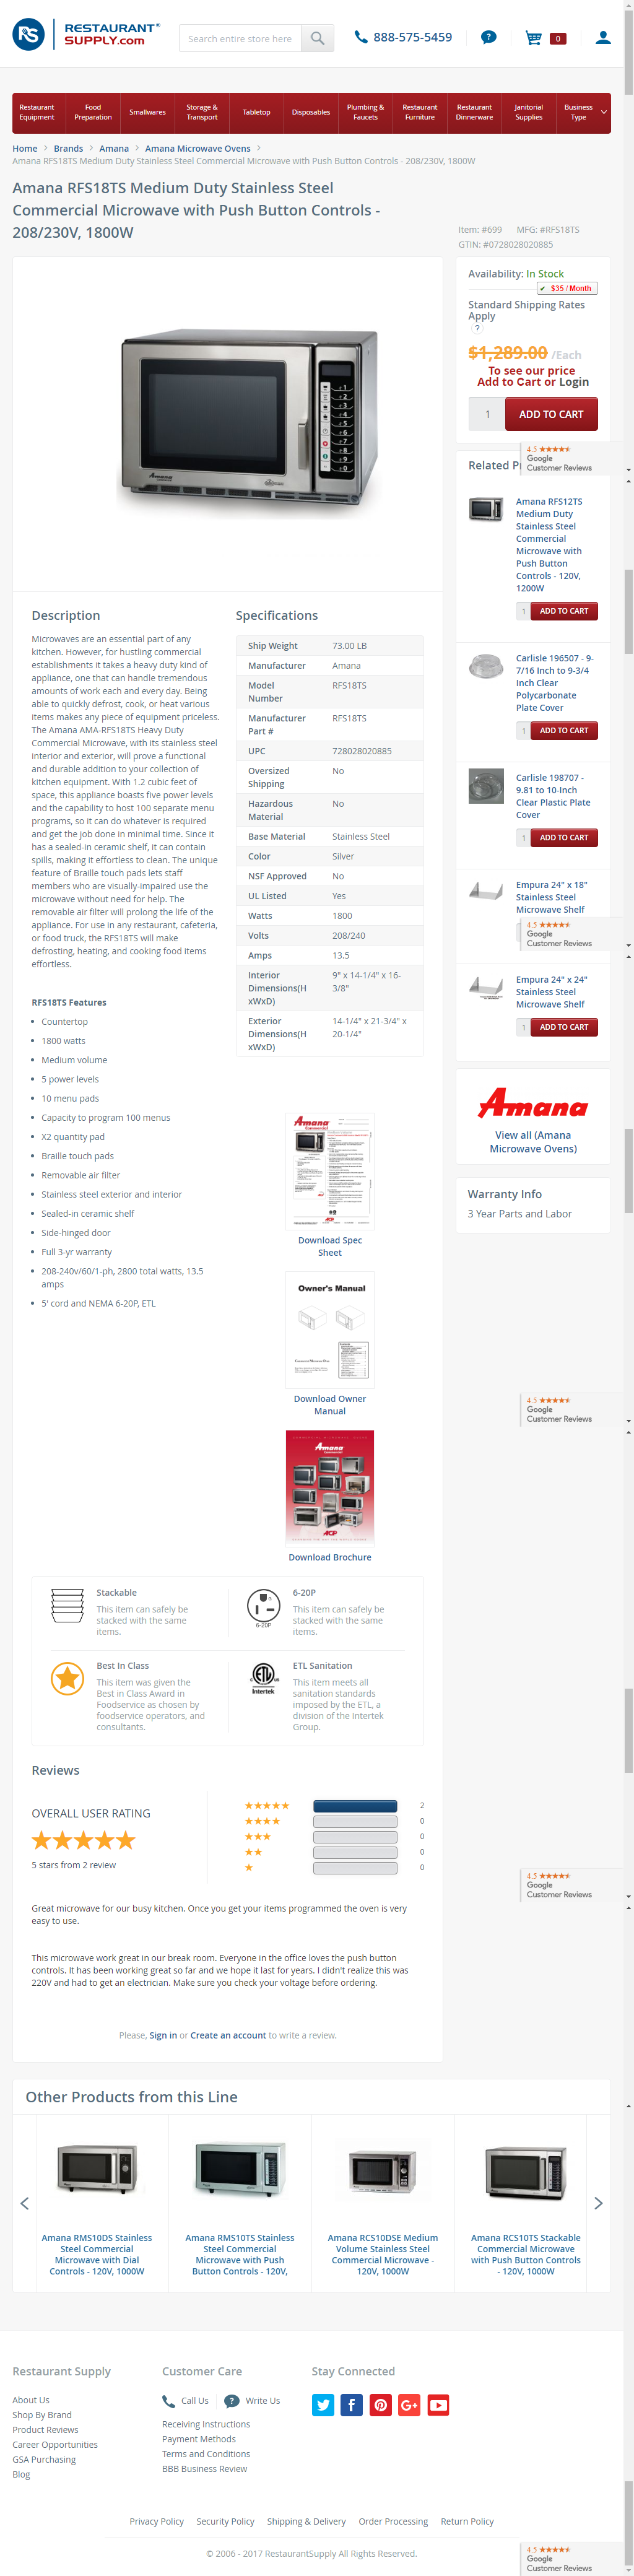 RESTAURANT
SUPPLY.com
Search entire store here
888-575-5459
0
Restaurant
Equipment
Food
Preparation
Smallwares
Storage &
Transport
Tabletop
Disposables
Plumbing &
Faucets
Restaurant
Furniture
Restaurant
Dinnerware
Janitorial
Supplies
Business
Type
Home > Brands > Amana > Amana Microwave Ovens >
Amana RFS18TS Medium Duty Stainless Steel Commercial Microwave with Push Button Controls - 208/230V, 1800W
Amana RFS18TS Medium Duty Stainless Steel
Commercial Microwave with Push Button Controls -
208/230V, 1800W
Item: #699 MFG: #RFS18TS
GTIN: #0728028020885
Availability: In Stock
$35 / Month
Standard Shipping Rates
Apply
?
$1,289.00 /Each
To see our price
Add to Cart or Login
1 ADD TO CART
4.5
Google
Customer Reviews
Related P
Amana RFS12TS
Medium Duty
Stainless Steel
Commercial
Microwave with
Push Button
Controls - 120V,
1200W
1 ADD TO CART
Carlisle 196507 - 9-
7/16 Inch to 9-3/4
Inch Clear
Polycarbonate
Plate Cover
1 ADD TO CART
Carlisle 198707 -
9.81 to 10-Inch
Clear Plastic Plate
Cover
1 ADD TO CART
Empura 24" x 18"
Stainless Steel
Microwave Shelf
4.5
Google
Customer Reviews
Empura 24" x 24"
Stainless Steel
Microwave Shelf
1 ADD TO CART
Amana
View all (Amana
Microwave Ovens)
Warranty Info
3 Year Parts and Labor
Description
Microwaves are an essential part of any
kitchen. However, for hustling commercial
establishments it takes a heavy duty kind of
appliance, one that can handle tremendous
amounts of work each and every day. Being
able to quickly defrost, cook, or heat various
items makes any piece of equipment priceless.
The Amana AMA-RFS18TS Heavy Duty
Commercial Microwave, with its stainless steel
interior and exterior, will prove a functional
and durable addition to your collection of
kitchen equipment. With 1.2 cubic feet of
space, this appliance boasts five power levels
and the capability to host 100 separate menu
programs, so it can do whatever is required
and get the job done in minimal time. Since it
has a sealed-in ceramic shelf, it can contain
spills, making it effortless to clean. The unique
feature of Braille touch pads lets staff
members who are visually-impaired use the
microwave without need for help. The
removable air filter will prolong the life of the
appliance. For use in any restaurant, cafeteria,
or food truck, the RFS18TS will make
defrosting, heating, and cooking food items
effortless.
RFS18TS Features
Countertop
1800 watts
Medium volume
5 power levels
10 menu pads
Capacity to program 100 menus
X2 quantity pad
Braille touch pads
Removable air filter
Stainless steel exterior and interior
Sealed-in ceramic shelf
Side-hinged door
Full 3-yr warranty
208-240v/60/1-ph, 2800 total watts, 13.5
amps
5' cord and NEMA 6-20P, ETL
Specifications
Ship Weight 73.00 LB
Manufacturer Amana
Model
Number RFS18TS
Manufacturer
Part # RFS18TS
UPC 728028020885
Oversized
Shipping No
Hazardous
Material No
Base Material Stainless Steel
Color Silver
NSF Approved No
UL Listed Yes
Watts 1800
Volts 208/240
Amps 13.5
Interior 9" x 14-1/4" x 16-
Dimensions(H 3/8"
xWxD)
Exterior 14-1/4" x 21-3/4" x
Dimensions(H 20-1/4"
xWxD)
Download Spec
Sheet
Owner's Manual
Download Owner
Manual
Amana
ACP
Download Brochure
4.5
Google
Customer Reviews
Stackable
This item can safely be
stacked with the same
items.
6-20P
6-20P
This item can safely be
stacked with the same
items.
Best In Class
This item was given the
Best in Class Award in
Foodservice as chosen by
foodservice operators, and
consultants.
ETL
Intertek
ETL Sanitation
This item meets all
sanitation standards
imposed by the ETL, a
division of the Intertek
Group.
Reviews
OVERALL USER RATING
5 stars from 2 review
2
0
0
0
0
4.5
Google
Customer Reviews
Great microwave for our busy kitchen. Once you get your items programmed the oven is very
easy to use.
This microwave work great in our break room. Everyone in the office loves the push button
controls. It has been working great so far and we hope it last for years. I didn't realize this was
220V and had to get an electrician. Make sure you check your voltage before ordering.
Please, Sign in or Create an account to write a review.
Other Products from this Line
Amana RMS10DS Stainless
Steel Commercial
Microwave with Dial
Controls - 120V, 1000W
Amana RMS10TS Stainless
Steel Commercial
Microwave with Push
Button Controls - 120V,
Amana RCS10DSE Medium
Volume Stainless Steel
Commercial Microwave -
120V, 1000W
Amana RCS10TS Stackable
Commercial Microwave
with Push Button Controls
- 120V, 1000W
Restaurant Supply
About Us
Shop By Brand
Product Reviews
Career Opportunities
GSA Purchasing
Blog
Customer Care
Call Us
Write Us
Receiving Instructions
Payment Methods
Terms and Conditions
BBB Business Review
Stay Connected
Privacy Policy Security Policy Shipping & Delivery Order Processing Return Policy
© 2006 - 2017 RestaurantSupply All Rights Reserved.
4.5
Google
Customer Reviews